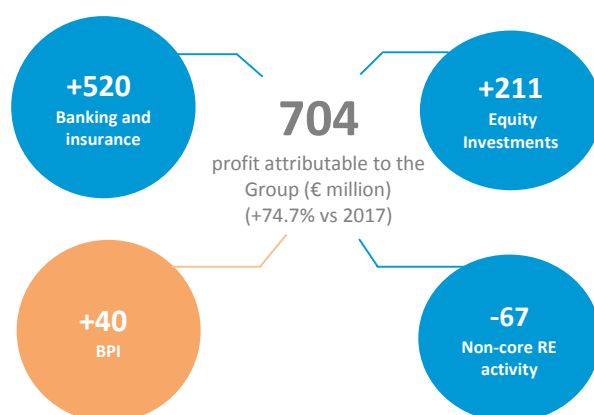 +520
Banking and
insurance
704
profit attributable to the
Group (€ million)
(+74.7% vs 2017)
+211
Equity
Investments
+40
BPI
-67
Non-core RE
activity